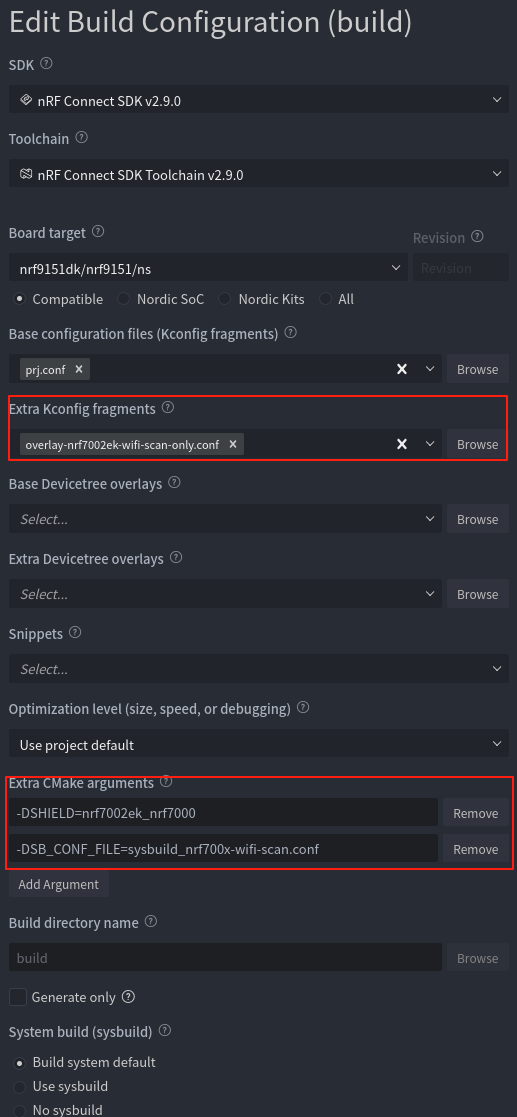 Edit Build Configuration (build)
SDK
nRF Connect SDK v2.9.0
Toolchain
nRF Connect SDK Toolchain v2.9.0
Board target
Revision
nrf9151dk/nrf9151/ns
Revision
Compatible Nordic SoC Nordic Kits All
Base configuration files (Kconfig fragments)
prj.conf
Browse
Extra Kconfig fragments
overlay-nrf7002ek-wifi-scan-only.conf
Browse
Base Devicetree overlays
Select...
Browse
Extra Devicetree overlays
Select...
Browse
Snippets
Select...
Optimization level (size, speed, or debugging)
Use project default
Extra CMake arguments
-DSHIELD=nrf7002ek_nrf7000
Remove
-DSB_CONF_FILE=sysbuild_nrf700x-wifi-scan.conf
Remove
Add Argument
Build directory name
build
Browse
Generate only
System build (sysbuild)
Build system default
Use sysbuild
No sysbuild